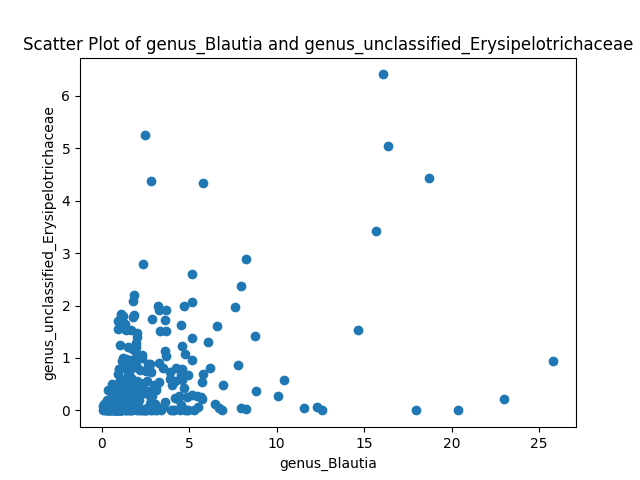 Scatter Plot of genus_Blautia and genus_unclassified_Erysipelotrichaceae
genus_unclassified_Erysipelotrichaceae
6
5
4
3
2
1
0
0 5 10 15 20 25
genus_Blautia